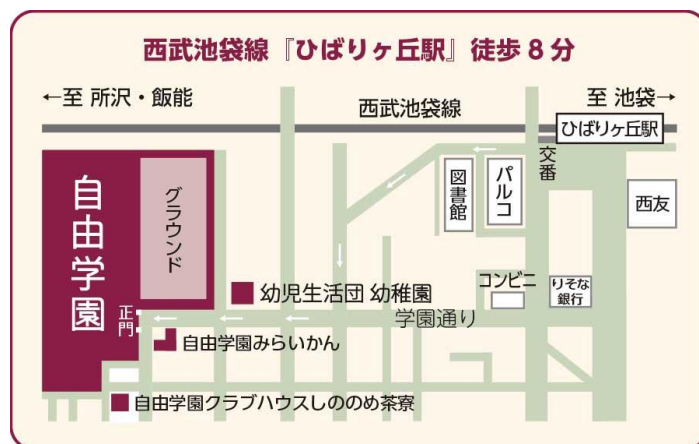 西武池袋線『ひばりヶ丘駅』徒歩8分
←至 所沢・飯能
西武池袋線
至 池袋→
ひばりヶ丘駅
交番
自由学園
グラウンド
図書館
パルコ
西友
コンビニ
りそな
銀行
幼児生活団 幼稚園
学園通り
正門
自由学園みらいかん
自由学園クラブハウスしののめ茶寮